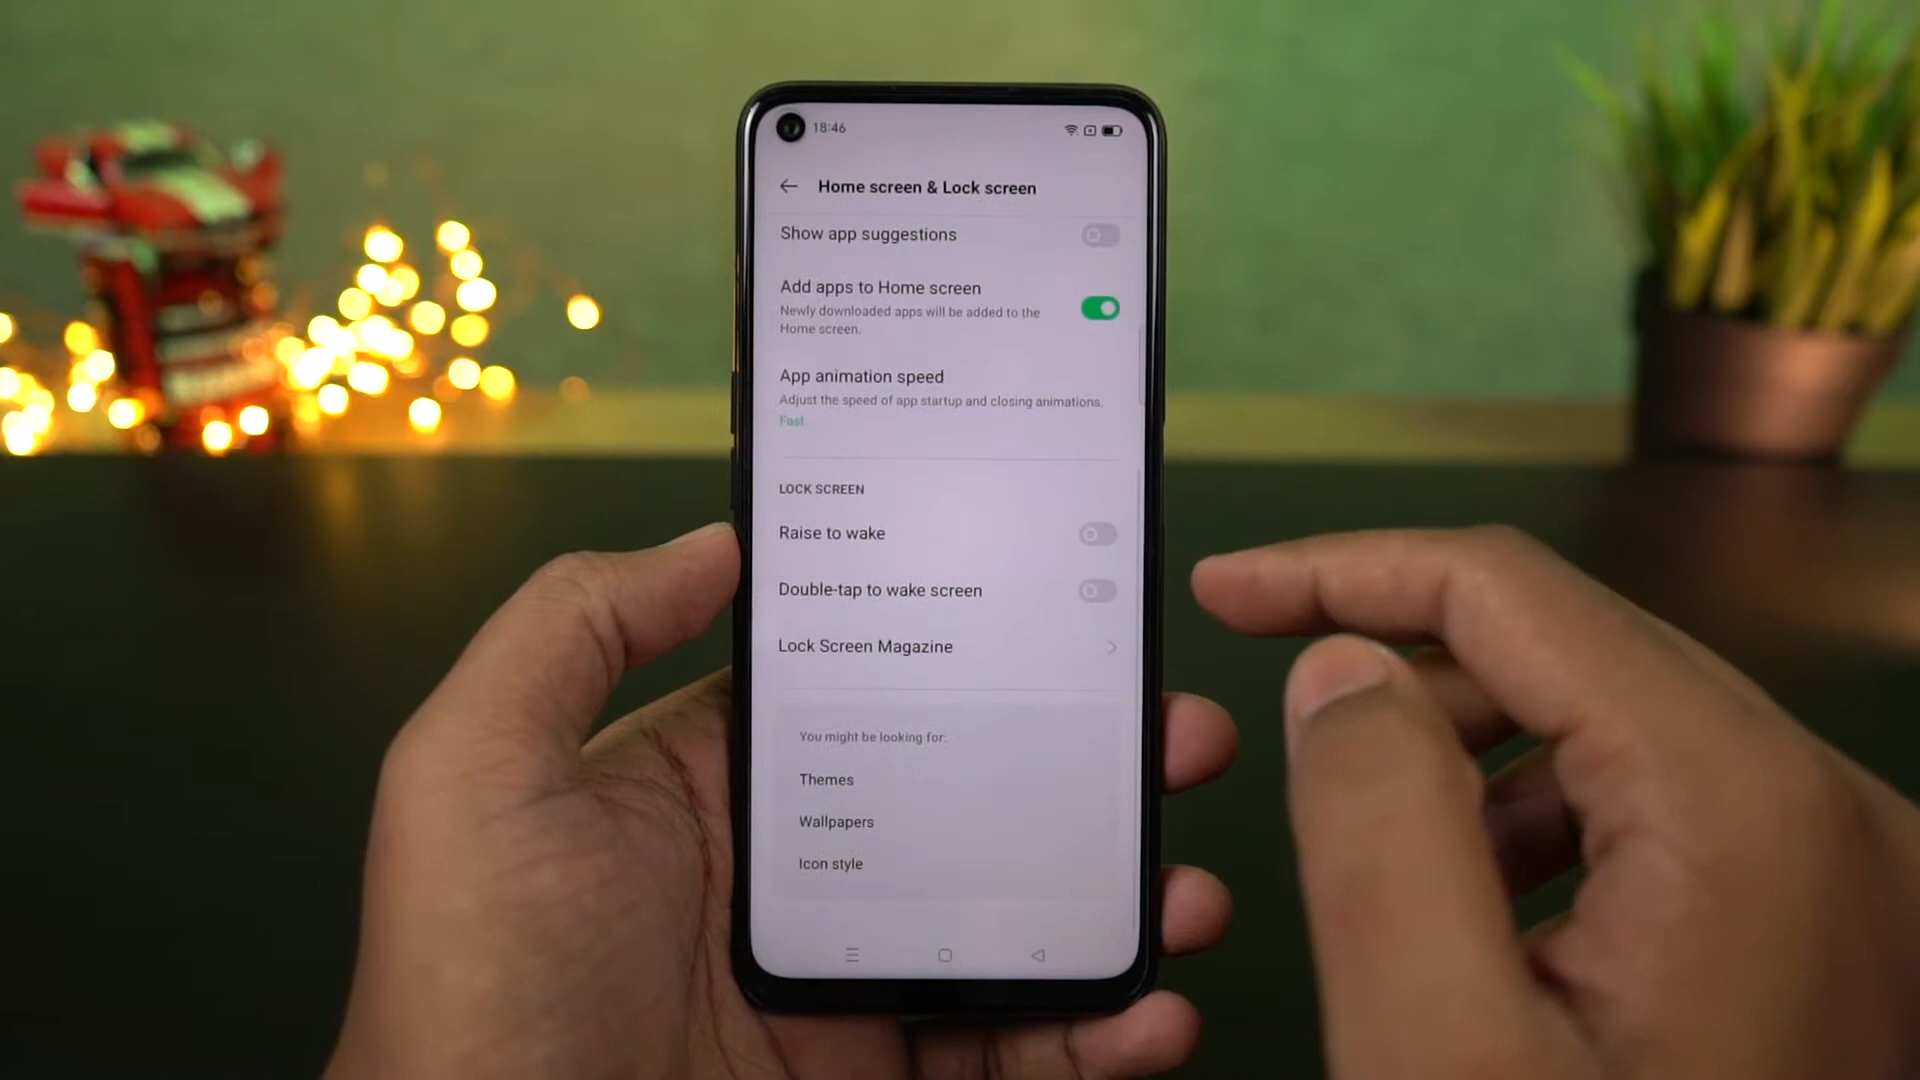 18:46
Home screen & Lock screen
Show app suggestions
Add apps to Home screen
Newly downloaded apps will be added to the
Home screen.
App animation speed
Adjust the speed of app startup and closing animations.
Fast
LOCK SCREEN
Raise to wake
Double-tap to wake screen
Lock Screen Magazine
You might be looking for:
Themes
Wallpapers
Icon style